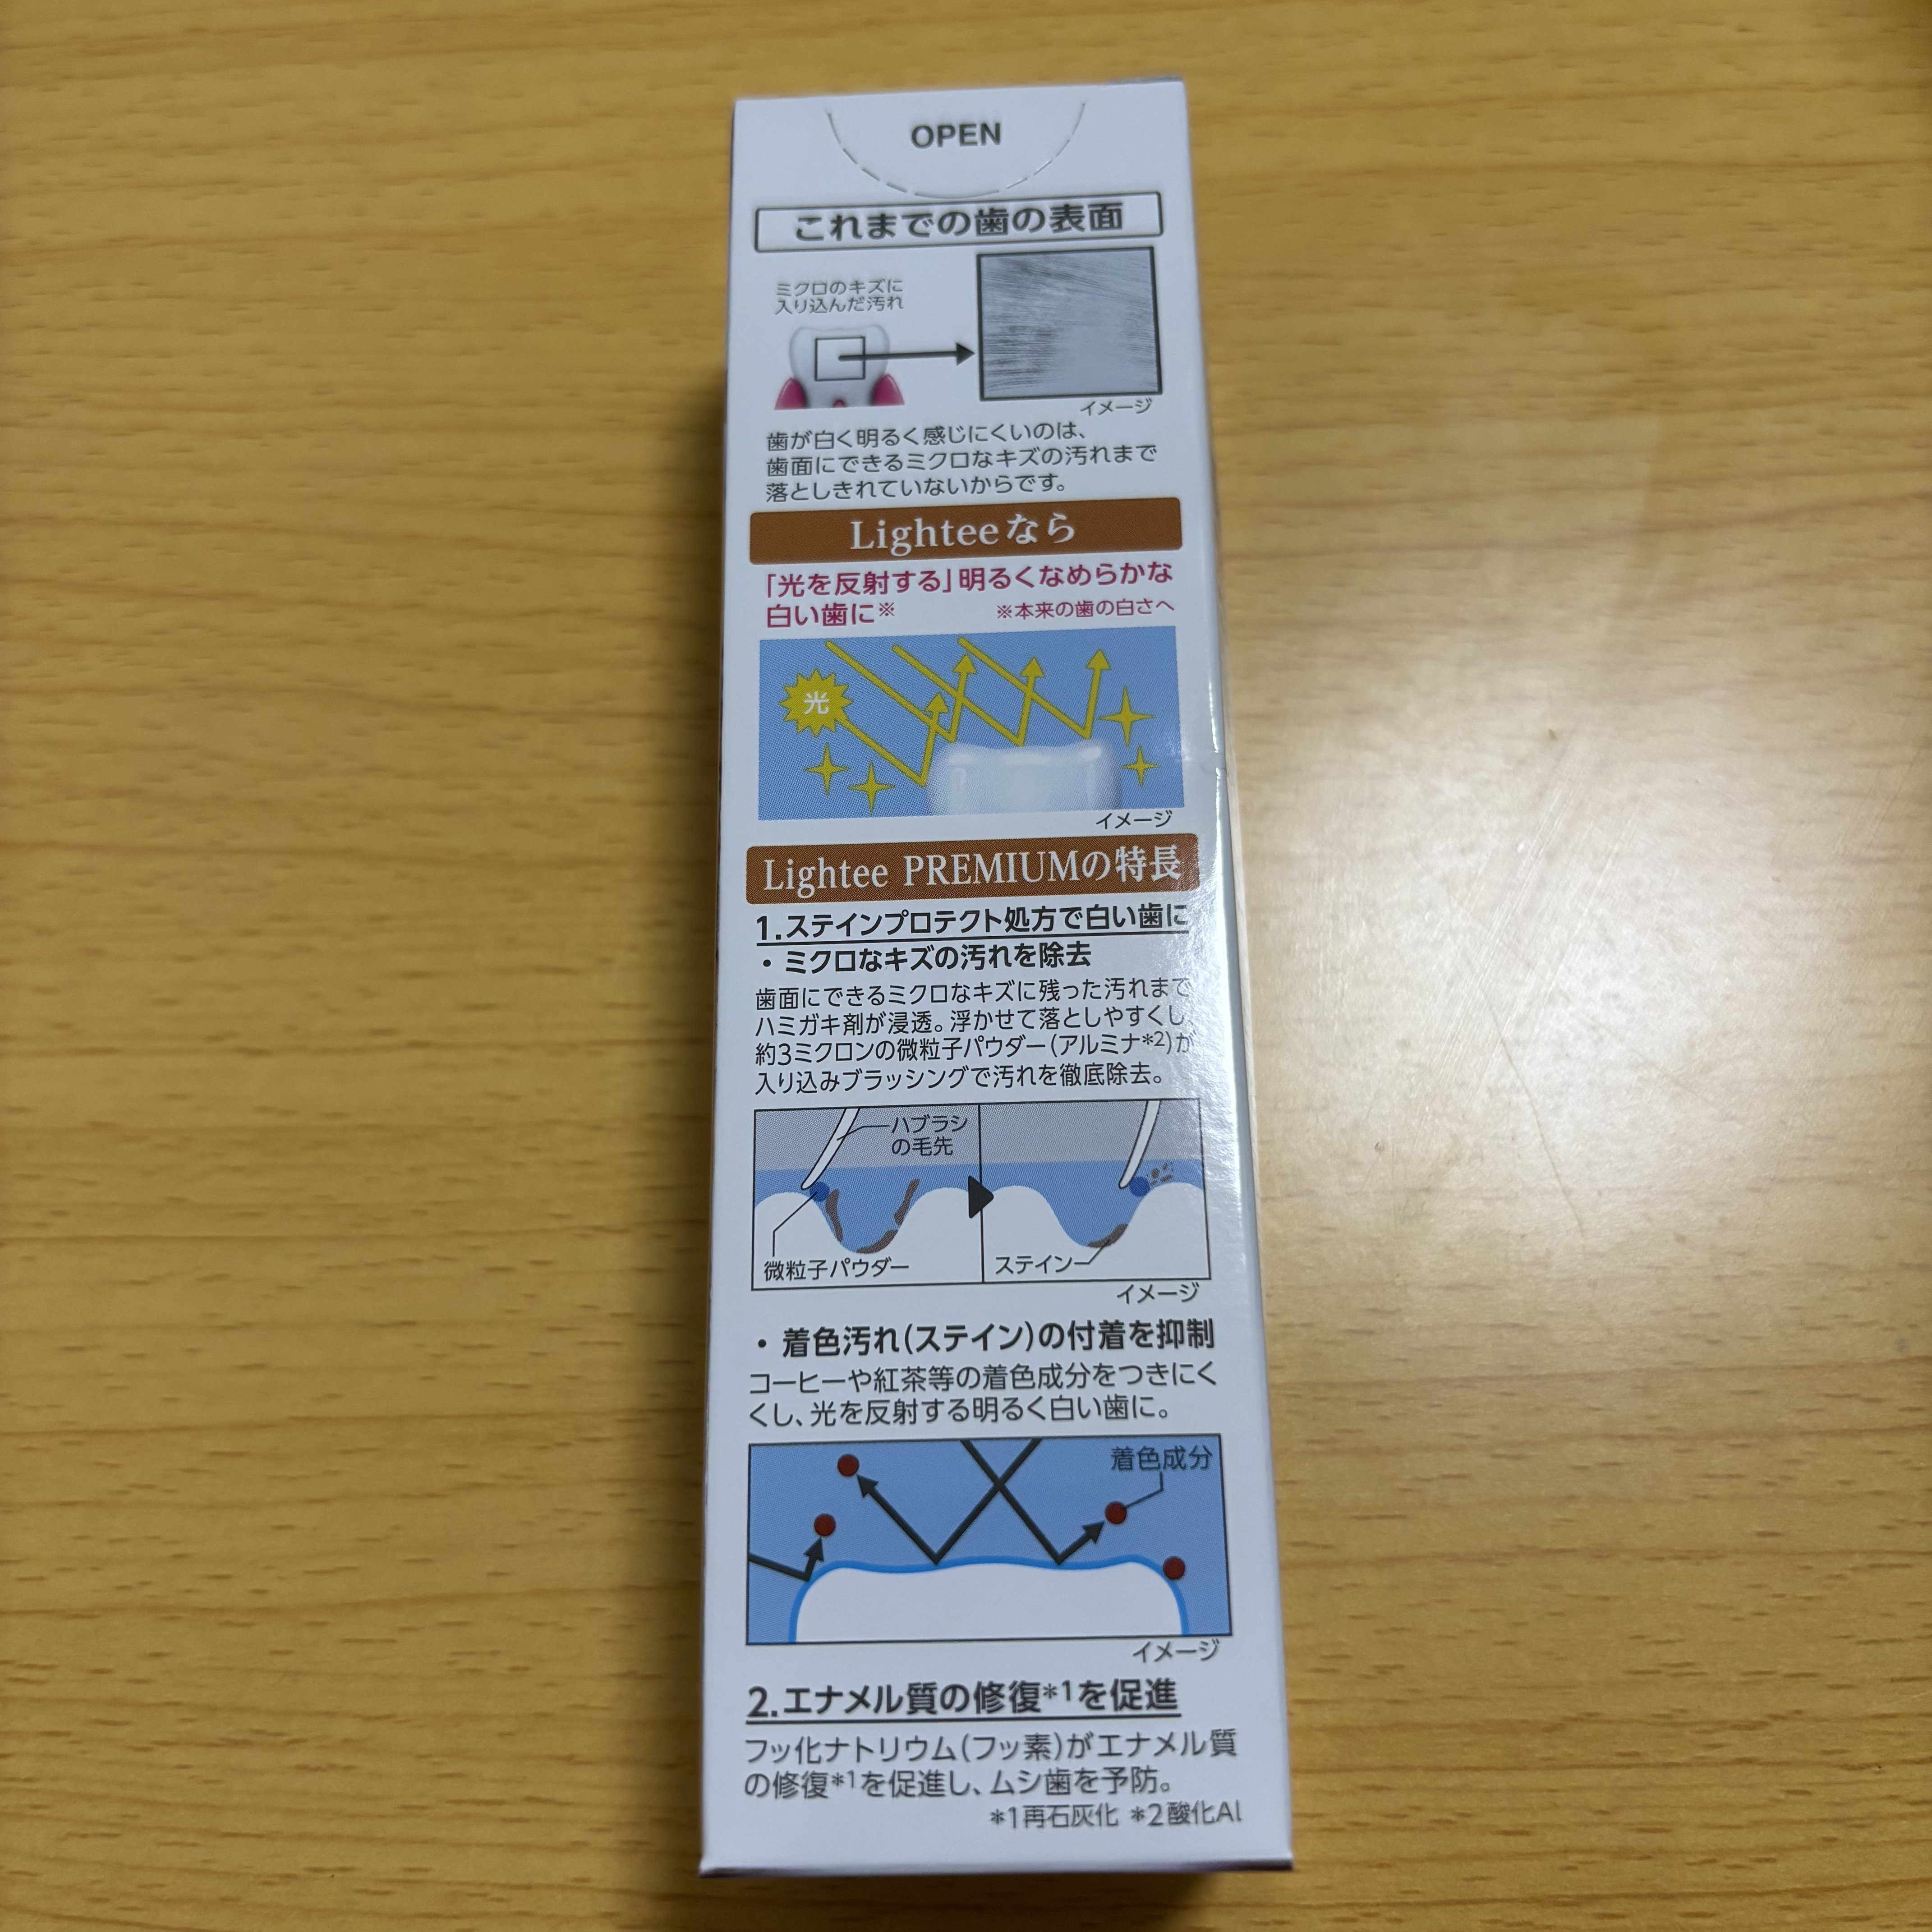 OPEN
これまでの歯の表面
ミクロのキズに
入り込んだ汚れ
イメージ
歯が白く明るく感じにくいのは、
歯面にできるミクロなキズの汚れまで
落としきれていないからです。
Lighteeなら
「光を反射する」明るくなめらかな
白い歯に※ ※本来の歯の白さへ
光
イメージ
Lightee PREMIUMの特長
1.ステインプロテクト処方で白い歯に
・ミクロなキズの汚れを除去
歯面にできるミクロなキズに残った汚れまで
ハミガキ剤が浸透。浮かせて落としやすくし、
約3ミクロンの微粒子パウダー(アルミナ*2)が
入り込みブラッシングで汚れを徹底除去。
ハブラシ
の毛先
微粒子パウダー
ステイン
イメージ
・着色汚れ(ステイン)の付着を抑制
コーヒーや紅茶等の着色成分をつきにく
くし、光を反射する明るく白い歯に。
着色成分
イメージ
2.エナメル質の修復*1を促進
フッ化ナトリウム(フッ素)がエナメル質
の修復*1を促進し、ムシ歯を予防。
*1再石灰化 *2酸化Al